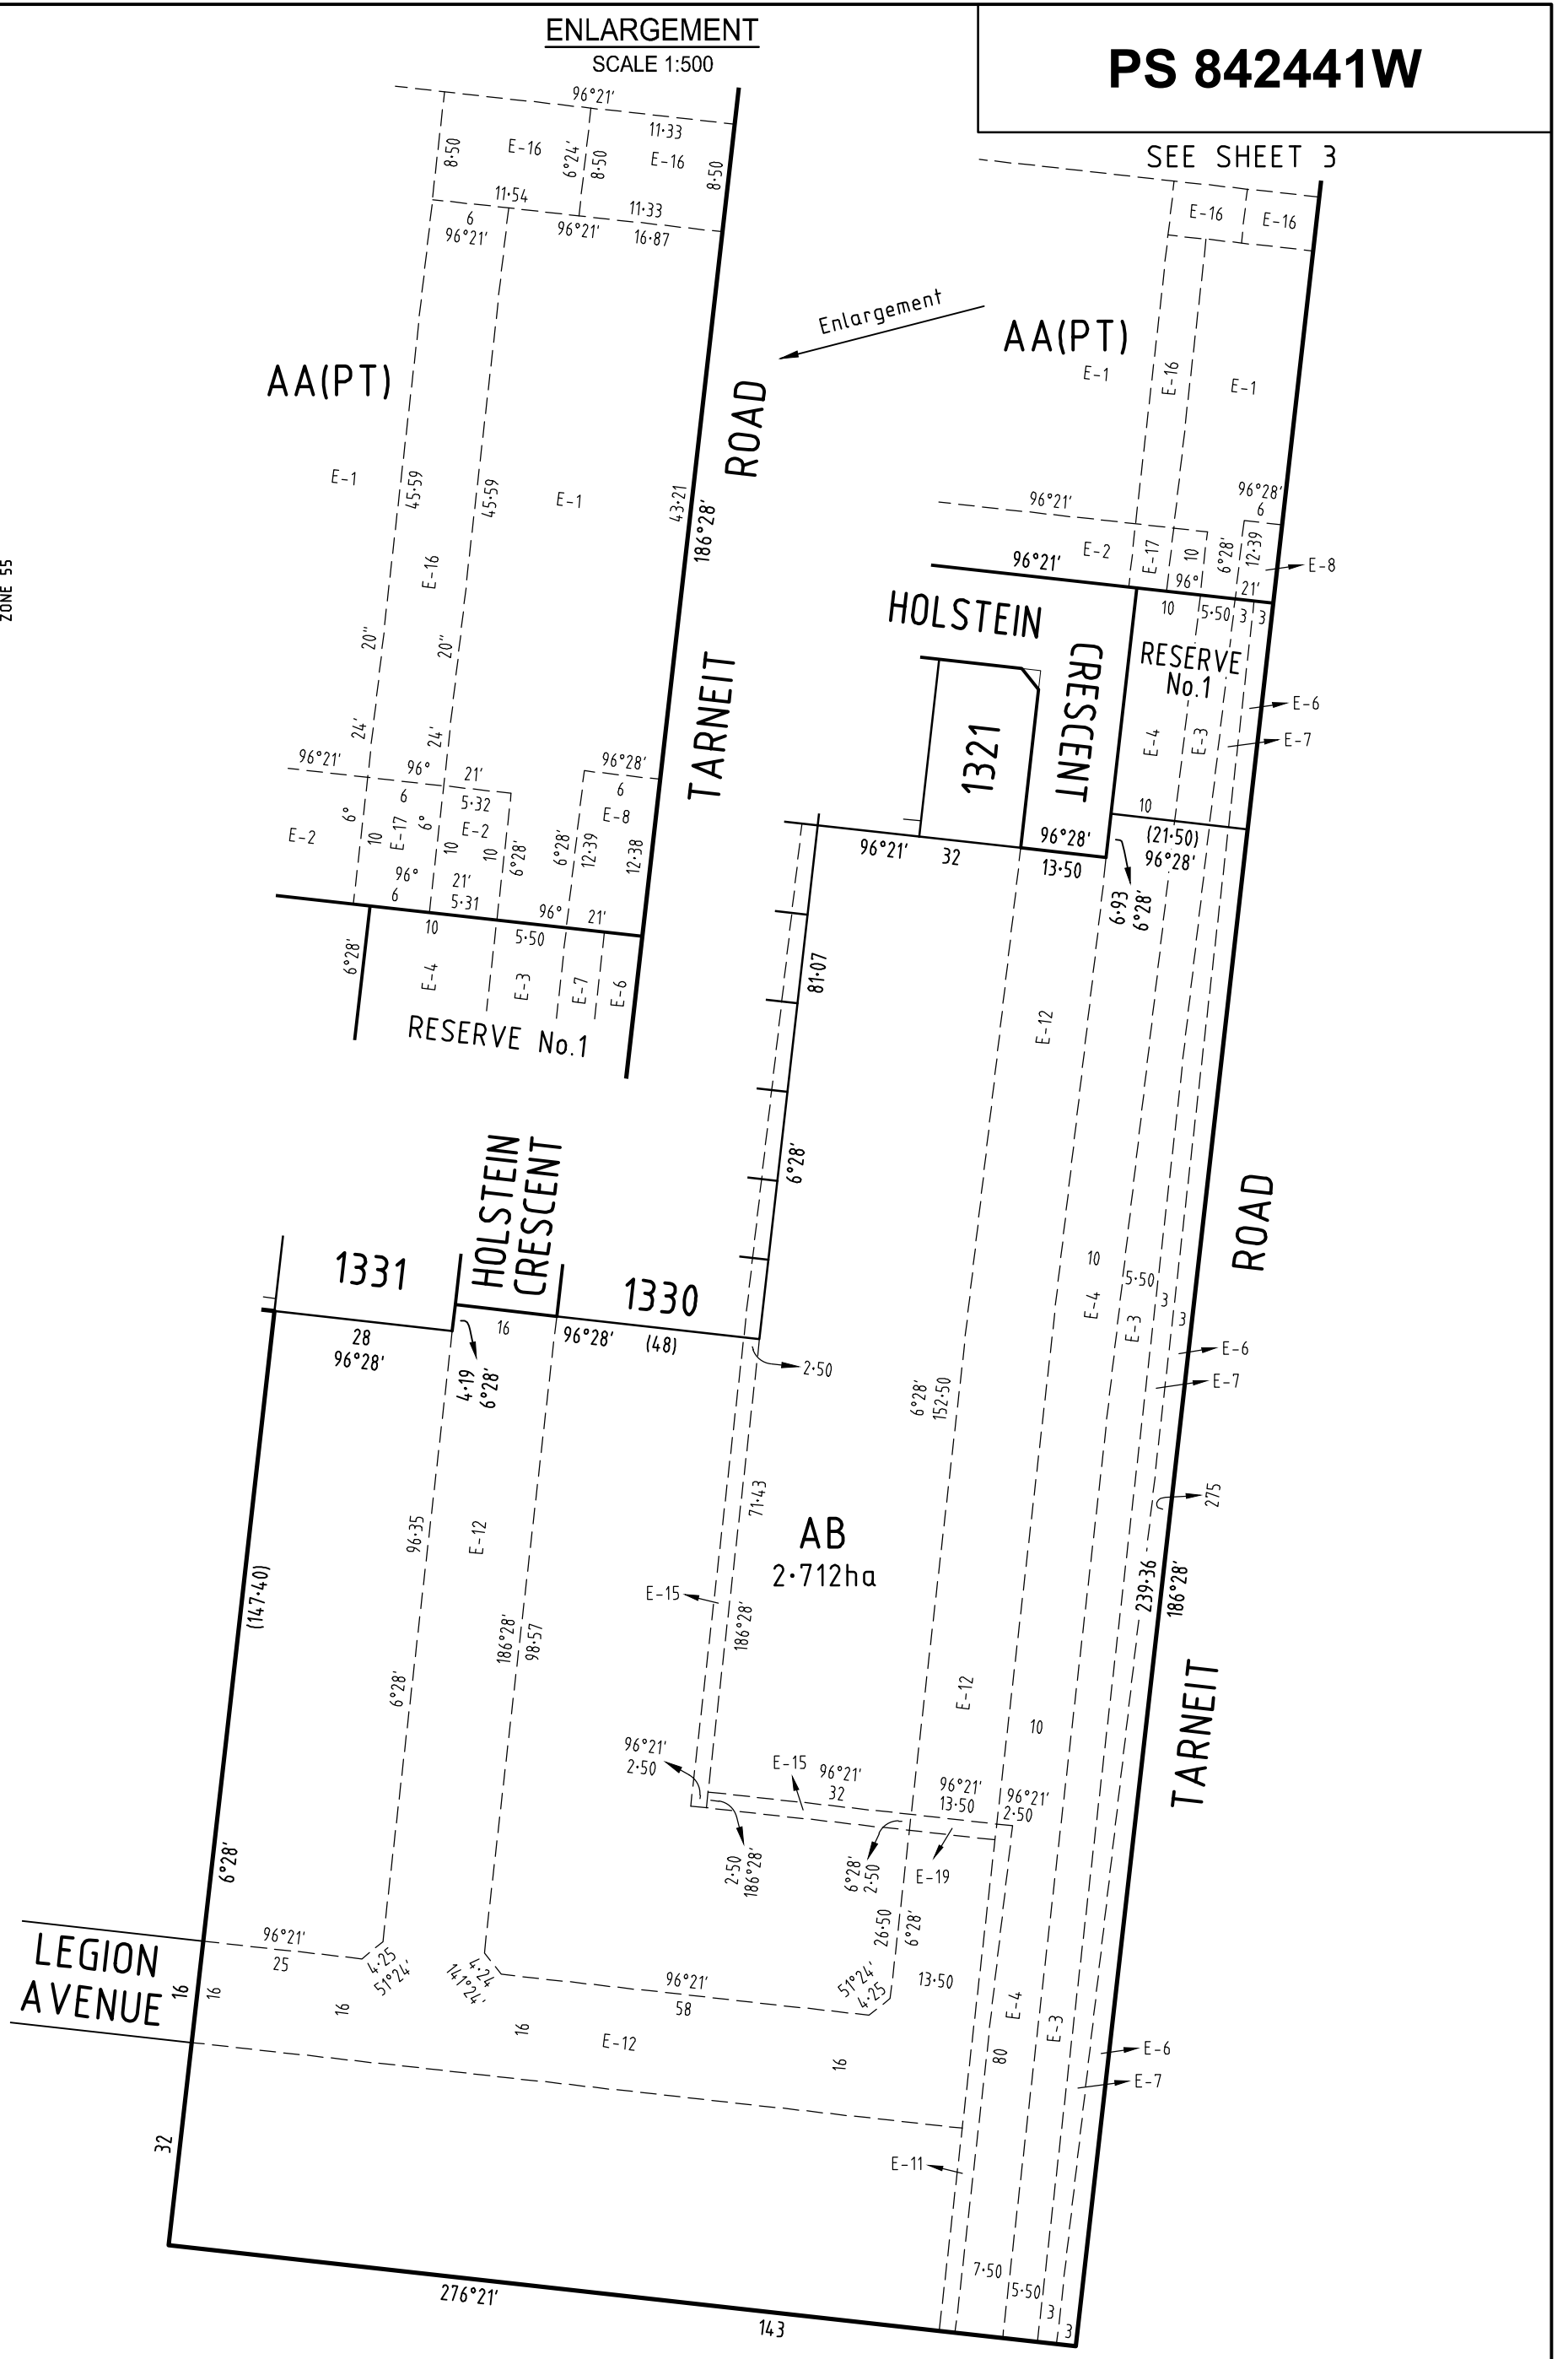 ENLARGEMENT
SCALE 1:500
PS 842441W
SEE SHEET 3
ZONE 55
96°21'
11·33
8·50
E-16
6°24'
8·50
E-16
8·50
11·54
11·33
6
96°21'
96°21'
16·87
AA(PT)
ROAD
E-1
45·59
45·59
E-1
43·21
186°28'
E-16
20"
20"
TARNEIT
24'
24'
96°21'
96°
21'
96°28'
6
5·32
6
E-8
E-2
6°
10
E-17
6°
E-2
10
10
6°28'
6°28'
12·39
12·38
96°
21'
6
5·31
96°
21'
10
5·50
6°28'
E-4
E-3
E-7
E-6
RESERVE No.1
Enlargement
E-16
E-16
AA(PT)
E-1
E-16
E-1
96°21'
96°28'
6
E-2
E-17
10
6°28'
12·39
E-8
96°21'
96°
21'
10
5·50
3
3
HOLSTEIN
CRESCENT
RESERVE
No.1
E-6
E-7
E-4
E-3
1321
10
(21·50)
96°28'
96°21'
32
96°28'
13·50
6·93
6°28'
81·07
6°28'
E-12
HOLSTEIN
CRESCENT
1331
1330
28
96°28'
16
96°28'
(48)
4·19
6°28'
2·50
10
5·50
3
3
E-4
E-3
ROAD
E-6
E-7
6°28'
152·50
275
71·43
AB
2·712ha
96·35
E-12
(147·40)
E-15
186°28'
186°28'
98·57
239·36
186°28'
6°28'
E-12
10
TARNEIT
96°21'
2·50
E-15
96°21'
32
96°21'
13·50
96°21'
2·50
2·50
186°28'
6°28'
2·50
E-19
6°28'
LEGION
AVENUE
16
16
96°21'
25
4·25
51°24'
4·24
141°24'
96°21'
58
51°24'
4·25
26·50
6°28'
13·50
16
16
E-12
16
80
E-4
E-3
E-6
E-7
32
E-11
7·50
5·50
3
3
276°21'
143